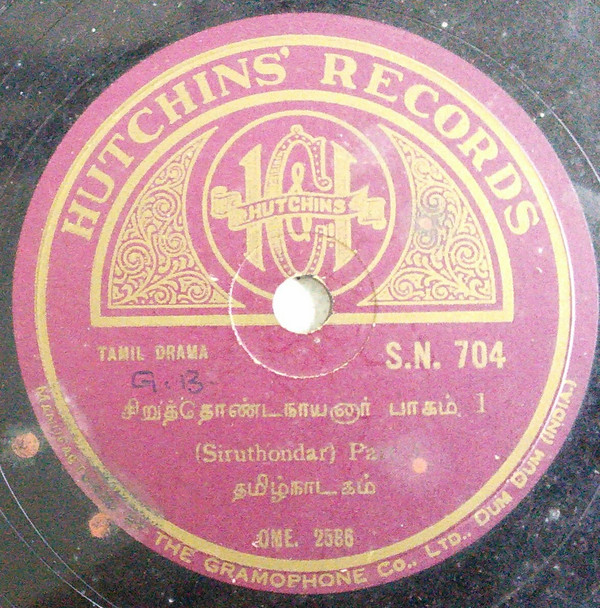 HUTCHINS' RECORDS
HUTCHINS
TAMIL DRAMA
S.N. 704
G.B.
சிறுத்தொண்டநாயனார் பாகம் 1
(Siruthondar)
தமிழ்நாடகம்
OME. 2586
THE GRAMOPHONE CO., LTD., DUM DUM (INDIA.)